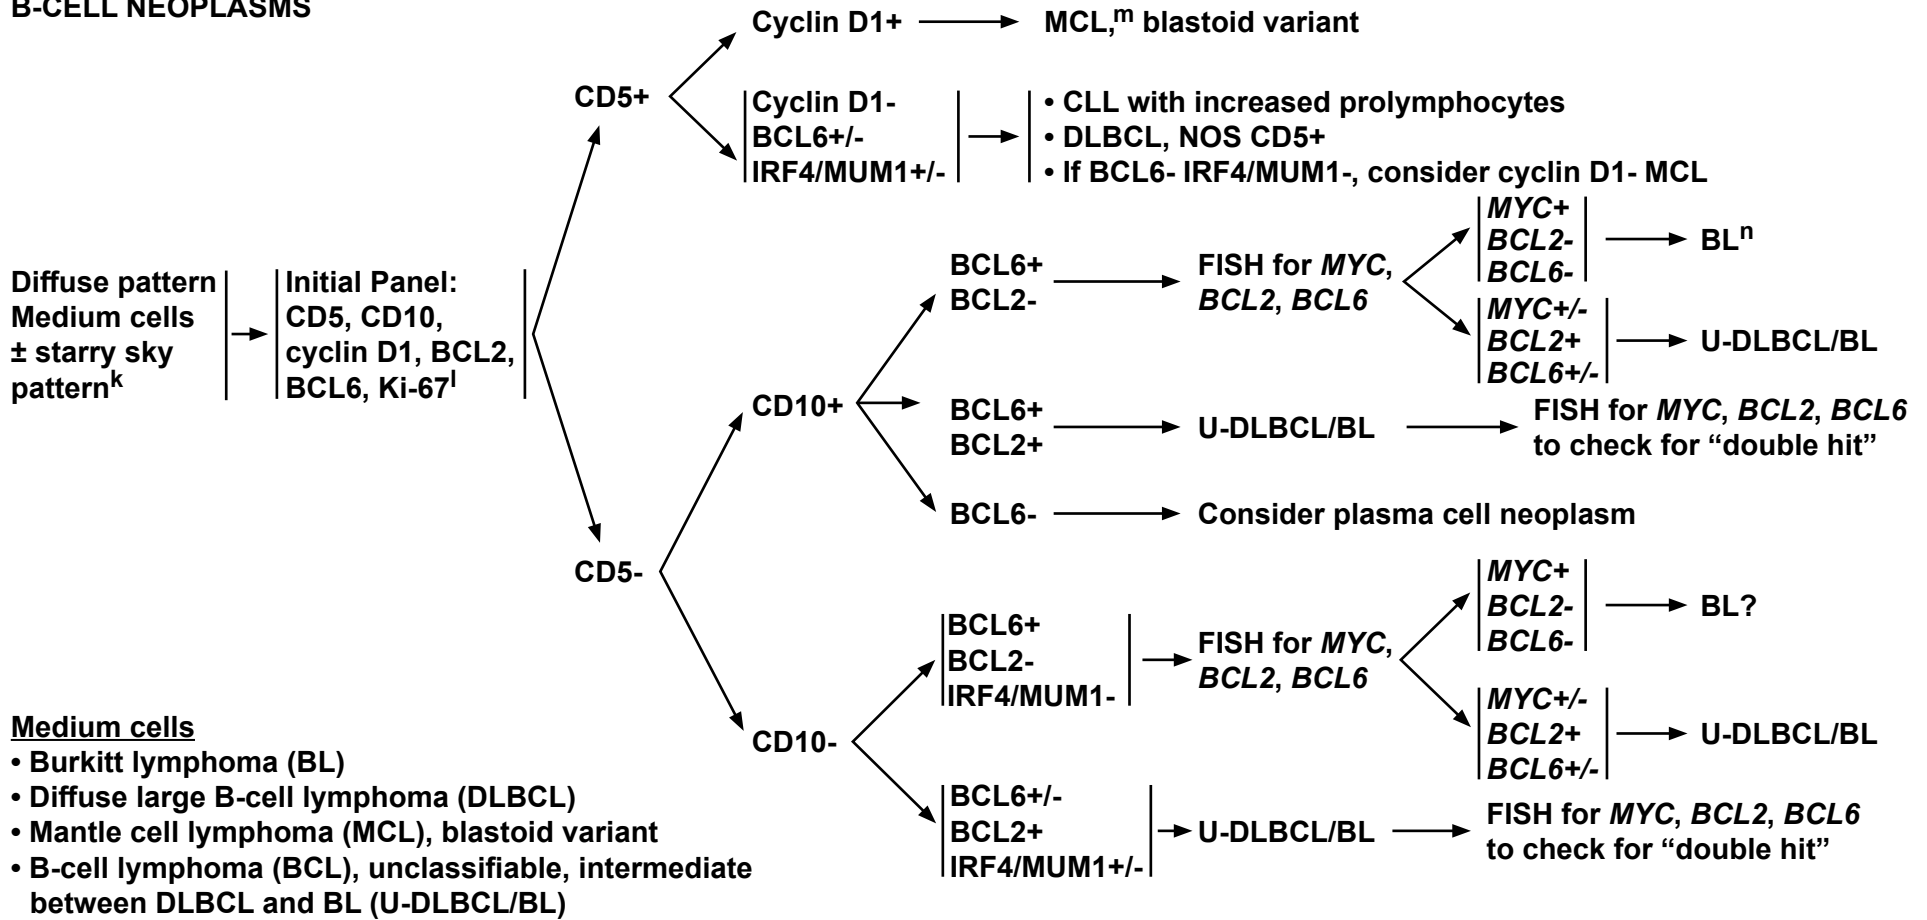 B-CELL NEOPLASMS
Cyclin D1+
MCL,m blastoid variant
CD5+
Cyclin D1-
BCL6+/-
IRF4/MUM1+/-
• CLL with increased prolymphocytes
• DLBCL, NOS CD5+
• If BCL6- IRF4/MUM1-, consider cyclin D1- MCL
Diffuse pattern
Medium cells
± starry sky
patternk
Initial Panel:
CD5, CD10,
cyclin D1, BCL2,
BCL6, Ki-67l
CD5-
CD10+
BCL6+
BCL2-
FISH for MYC,
BCL2, BCL6
MYC+
BCL2-
BCL6-
BLn
MYC+/-
BCL2+
BCL6+/-
U-DLBCL/BL
BCL6+
BCL2+
U-DLBCL/BL
FISH for MYC, BCL2, BCL6
to check for “double hit”
BCL6-
Consider plasma cell neoplasm
CD10-
BCL6+
BCL2-
IRF4/MUM1-
FISH for MYC,
BCL2, BCL6
MYC+
BCL2-
BCL6-
BL?
MYC+/-
BCL2+
BCL6+/-
U-DLBCL/BL
BCL6+/-
BCL2+
IRF4/MUM1+/-
U-DLBCL/BL
FISH for MYC, BCL2, BCL6
to check for “double hit”
Medium cells
• Burkitt lymphoma (BL)
• Diffuse large B-cell lymphoma (DLBCL)
• Mantle cell lymphoma (MCL), blastoid variant
• B-cell lymphoma (BCL), unclassifiable, intermediate
between DLBCL and BL (U-DLBCL/BL)